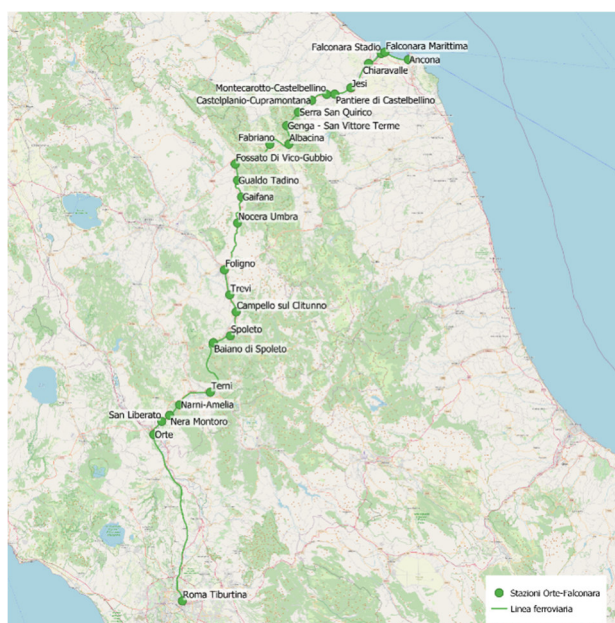 Falconara Stadio
Falconara Marittima
Ancona
Chiaravalle
Jesi
Montecarotto-Castelbellino
Castelplanio-Cupramontana
Pantiere di Castelbellino
Serra San Quirico
Genga - San Vittore Terme
Fabriano
Albacina
Fossato Di Vico-Gubbio
Gualdo Tadino
Gaifana
Nocera Umbra
Foligno
Trevi
Campello sul Clitunno
Spoleto
Baiano di Spoleto
Terni
Narni-Amelia
San Liberato
Nera Montoro
Orte
Roma Tiburtina
Stazioni Orte-Falconara
Linea ferroviaria